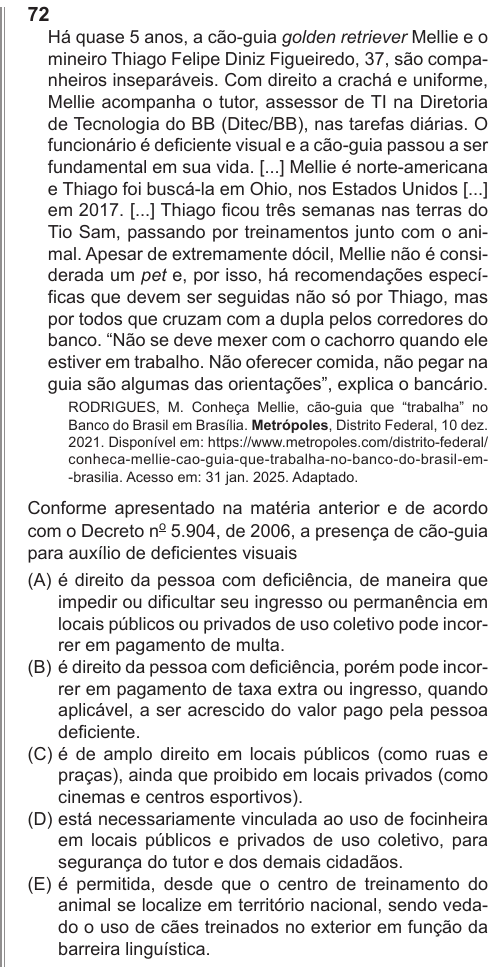 72
Há quase 5 anos, a cão-guia golden retriever Mellie e o
mineiro Thiago Felipe Diniz Figueiredo, 37, são compa-
nheiros inseparáveis. Com direito a crachá e uniforme,
Mellie acompanha o tutor, assessor de TI na Diretoria
de Tecnologia do BB (Ditec/BB), nas tarefas diárias. O
funcionário é deficiente visual e a cão-guia passou a ser
fundamental em sua vida. [...] Mellie é norte-americana
e Thiago foi buscá-la em Ohio, nos Estados Unidos [...]
em 2017. [...] Thiago ficou três semanas nas terras do
Tio Sam, passando por treinamentos junto com o ani-
mal. Apesar de extremamente dócil, Mellie não é consi-
derada um pet e, por isso, há recomendações especí-
ficas que devem ser seguidas não só por Thiago, mas
por todos que cruzam com a dupla pelos corredores do
banco. “Não se deve mexer com o cachorro quando ele
estiver em trabalho. Não oferecer comida, não pegar na
guia são algumas das orientações”, explica o bancário.
RODRIGUES, M. Conheça Mellie, cão-guia que “trabalha” no
Banco do Brasil em Brasília. Metrópoles, Distrito Federal, 10 dez.
2021. Disponível em: https://www.metropoles.com/distrito-federal/
conheca-mellie-cao-guia-que-trabalha-no-banco-do-brasil-em-
-brasilia. Acesso em: 31 jan. 2025. Adaptado.
Conforme apresentado na matéria anterior e de acordo
com o Decreto nº 5.904, de 2006, a presença de cão-guia
para auxílio de deficientes visuais
(A) é direito da pessoa com deficiência, de maneira que
impedir ou dificultar seu ingresso ou permanência em
locais públicos ou privados de uso coletivo pode incor-
rer em pagamento de multa.
(B) é direito da pessoa com deficiência, porém pode incor-
rer em pagamento de taxa extra ou ingresso, quando
aplicável, a ser acrescido do valor pago pela pessoa
deficiente.
(C) é de amplo direito em locais públicos (como ruas e
praças), ainda que proibido em locais privados (como
cinemas e centros esportivos).
(D) está necessariamente vinculada ao uso de focinheira
em locais públicos e privados de uso coletivo, para
segurança do tutor e dos demais cidadãos.
(E) é permitida, desde que o centro de treinamento do
animal se localize em território nacional, sendo veda-
do o uso de cães treinados no exterior em função da
barreira linguística.